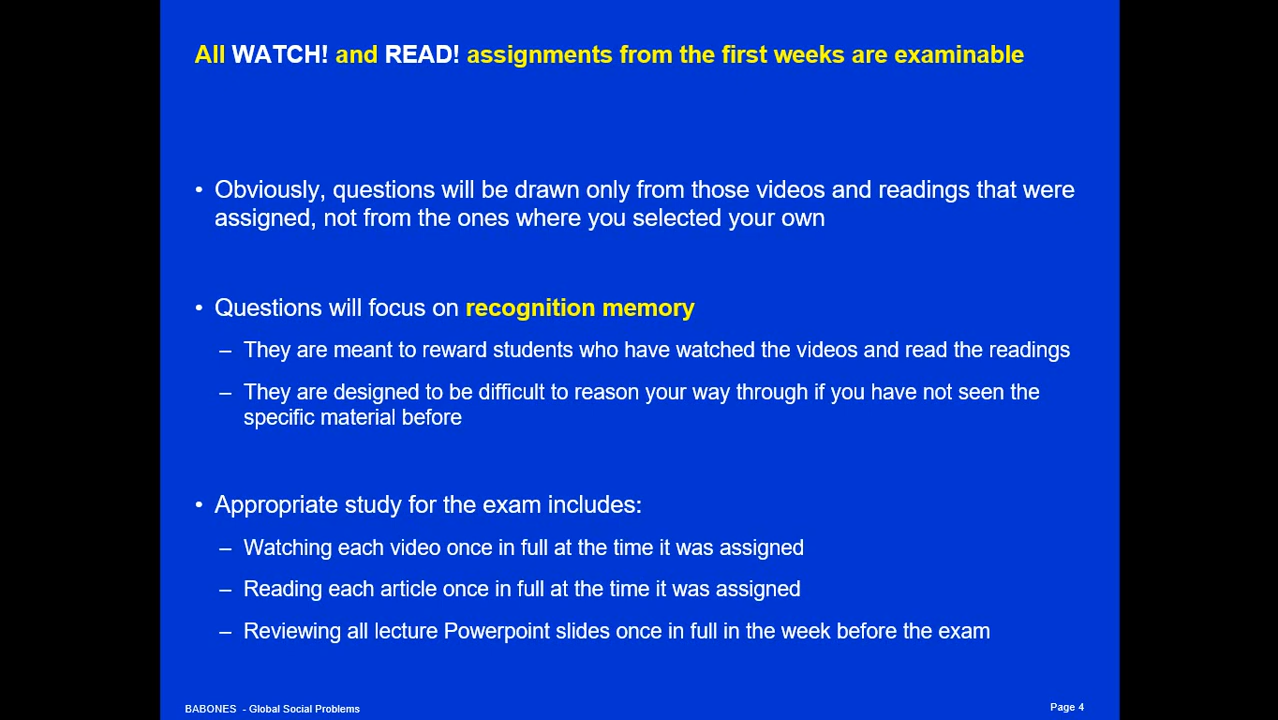 All WATCH! and READ! assignments from the first weeks are examinable
• Obviously, questions will be drawn only from those videos and readings that were
assigned, not from the ones where you selected your own
• Questions will focus on recognition memory
– They are meant to reward students who have watched the videos and read the readings
– They are designed to be difficult to reason your way through if you have not seen the
specific material before
• Appropriate study for the exam includes:
– Watching each video once in full at the time it was assigned
– Reading each article once in full at the time it was assigned
– Reviewing all lecture Powerpoint slides once in full in the week before the exam
BABONES - Global Social Problems
Page 4